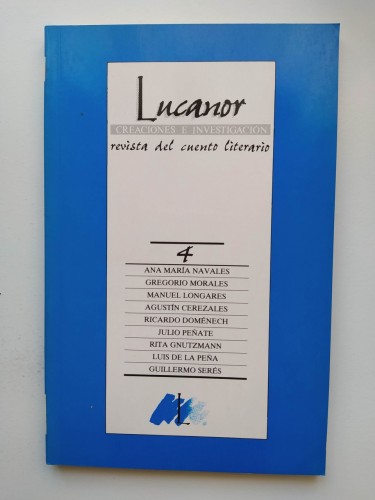 Lucanor
CREACIONES E INVESTIGACIÓN
revista del cuento literario
4
ANA MARÍA NAVALES
GREGORIO MORALES
MANUEL LONGARES
AGUSTÍN CEREZALES
RICARDO DOMÉNECH
JULIO PEÑATE
RITA GNUTZMANN
LUIS DE LA PEÑA
GUILLERMO SERÉS
L